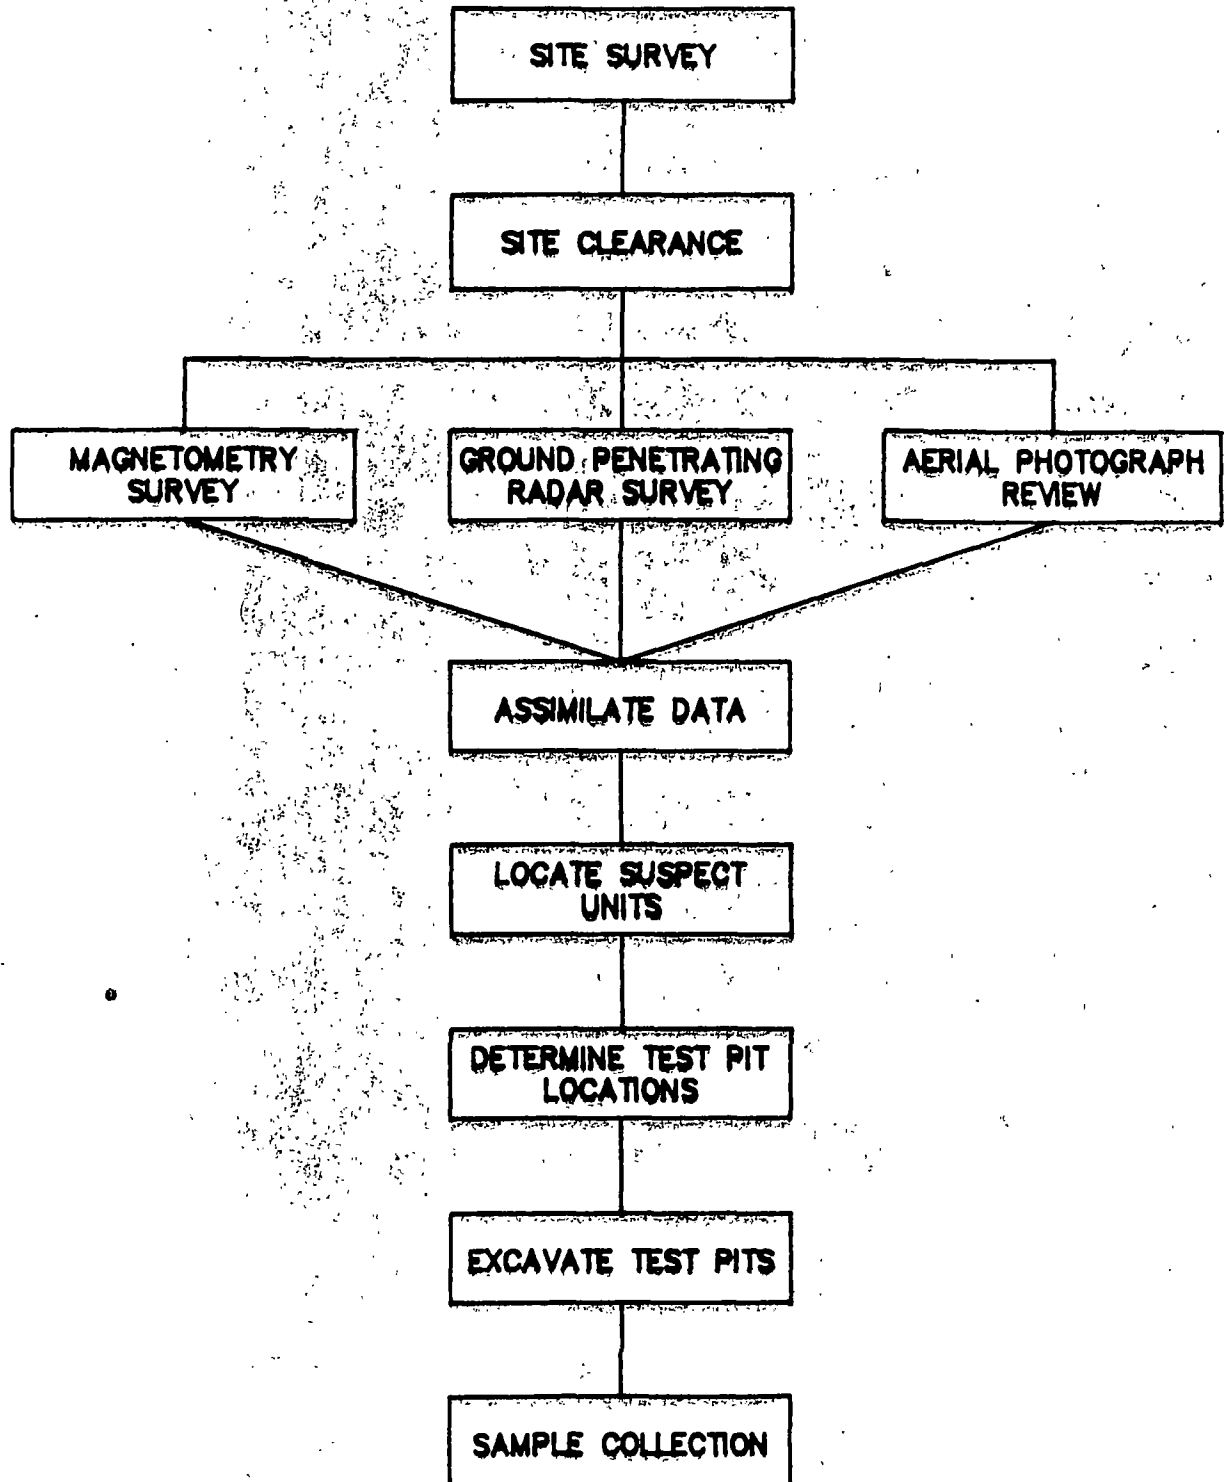 SITE SURVEY
SITE CLEARANCE
MAGNETOMETRY
SURVEY
GROUND PENETRATING
RADAR SURVEY
AERIAL PHOTOGRAPH
REVIEW
ASSIMILATE DATA
LOCATE SUSPECT
UNITS
DETERMINE TEST PIT
LOCATIONS
EXCAVATE TEST PITS
SAMPLE COLLECTION